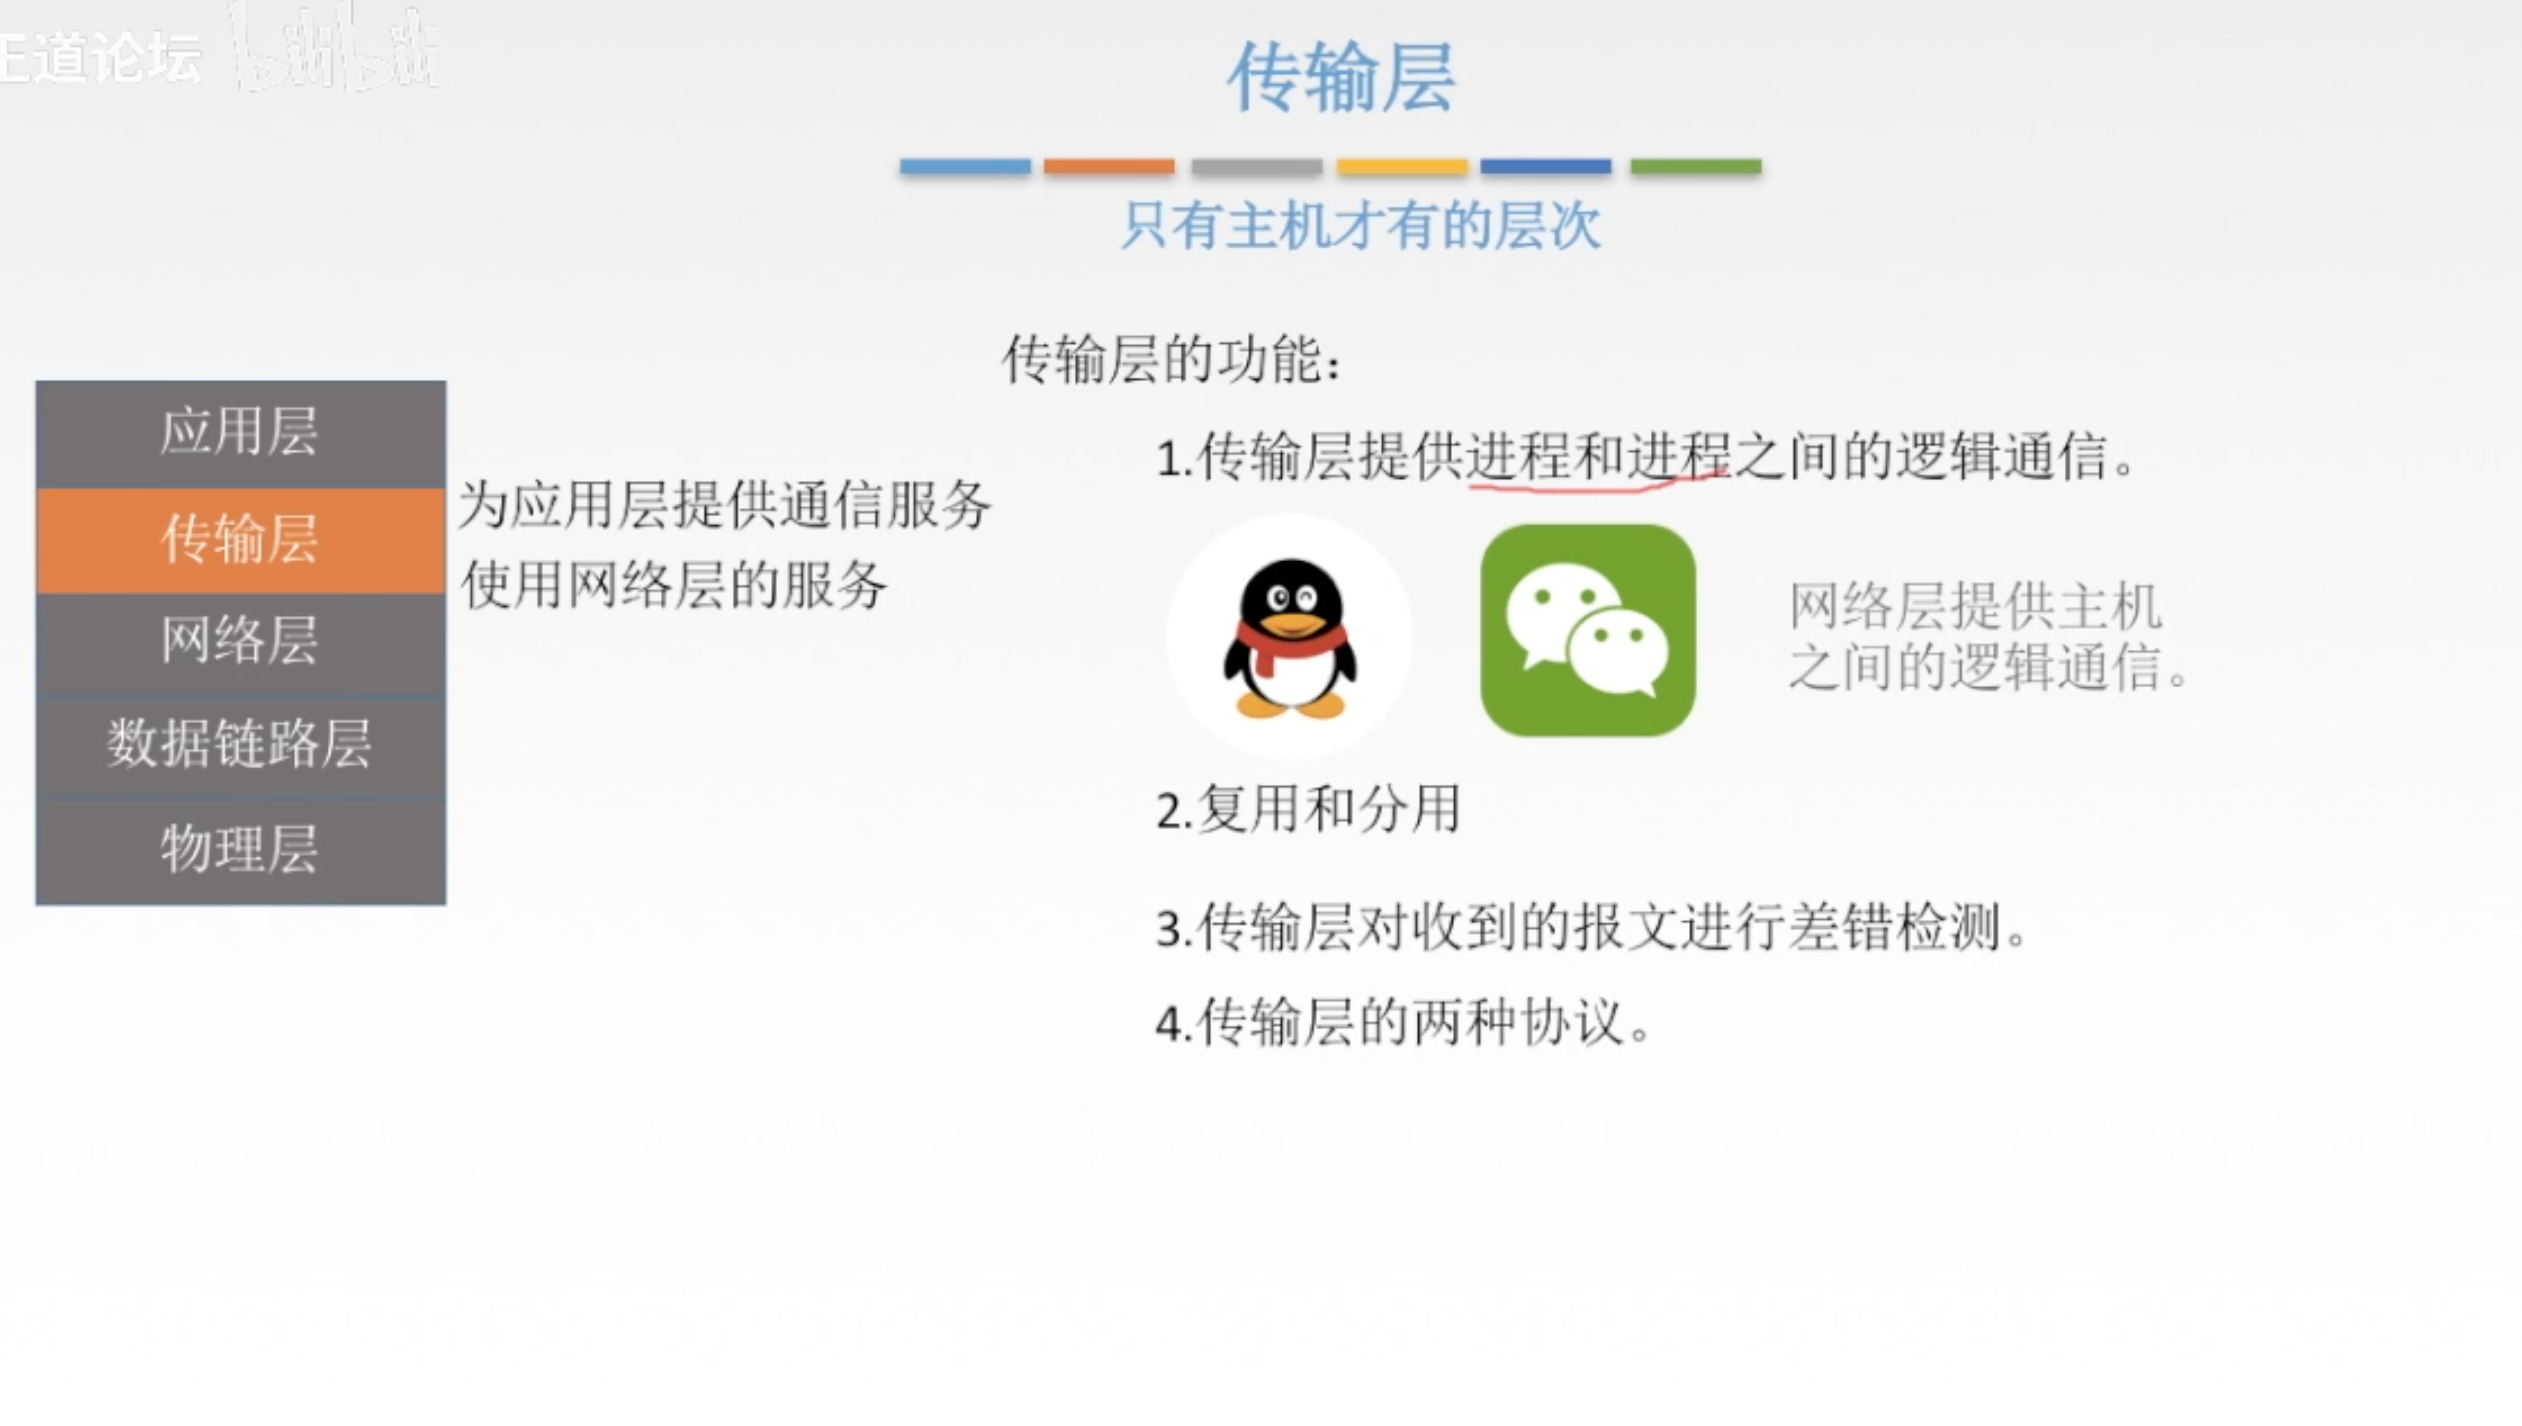 王道论坛 bilibili
传输层
只有主机才有的层次
应用层
传输层
网络层
数据链路层
物理层
为应用层提供通信服务
使用网络层的服务
传输层的功能：
1.传输层提供进程和进程之间的逻辑通信。
网络层提供主机
之间的逻辑通信。
2.复用和分用
3.传输层对收到的报文进行差错检测。
4.传输层的两种协议。